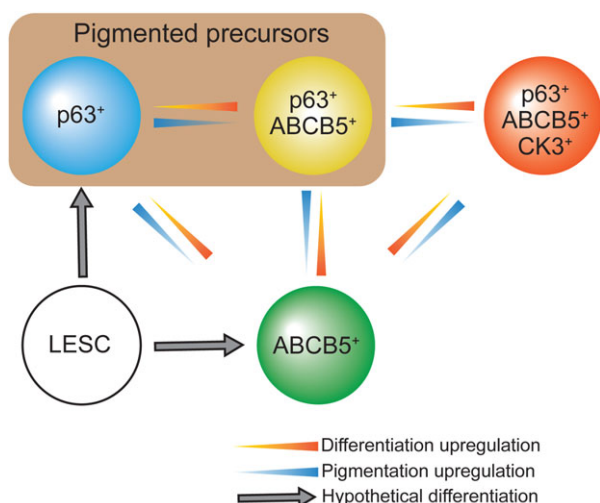 Pigmented precursors
p63⁺
p63⁺
ABCB5⁺
p63⁺
ABCB5⁺
CK3⁺
LESC
ABCB5⁺
Differentiation upregulation
Pigmentation upregulation
Hypothetical differentiation